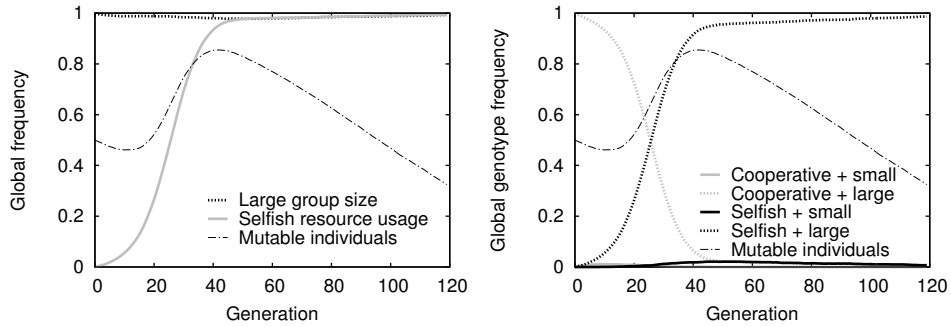 1
0.8
0.6
0.4
0.2
0
Global frequency
Large group size
Selfish resource usage
Mutable individuals
0 20 40 60 80 100 120
Generation
1
0.8
0.6
0.4
0.2
0
Global genotype frequency
Cooperative + small
Cooperative + large
Selfish + small
Selfish + large
Mutable individuals
0 20 40 60 80 100 120
Generation